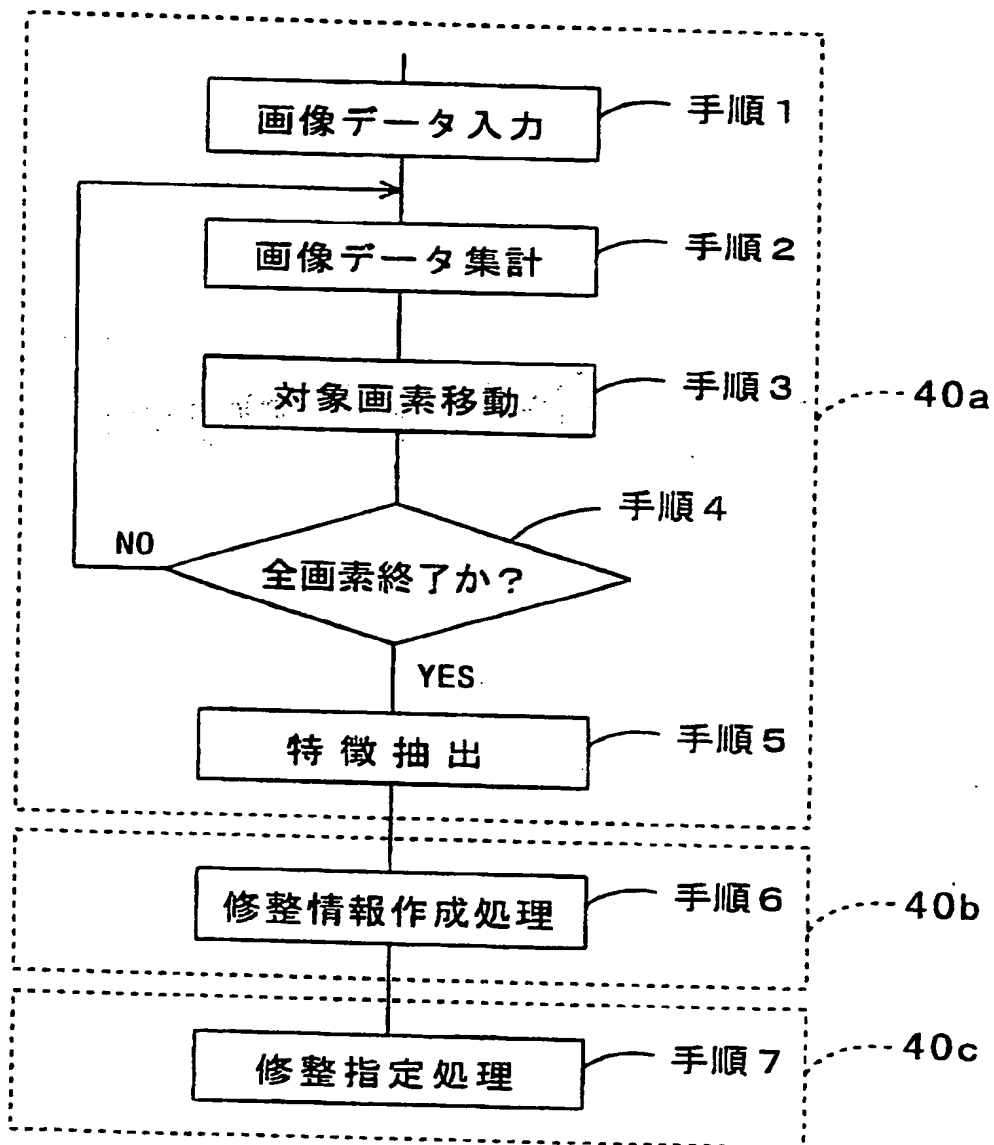 画像データ入力
手順1
画像データ集計
手順2
対象画素移動
手順3
40a
手順4
NO
全画素終了か?
YES
特徴抽出
手順5
修整情報作成処理
手順6
40b
修整指定処理
手順7
40c